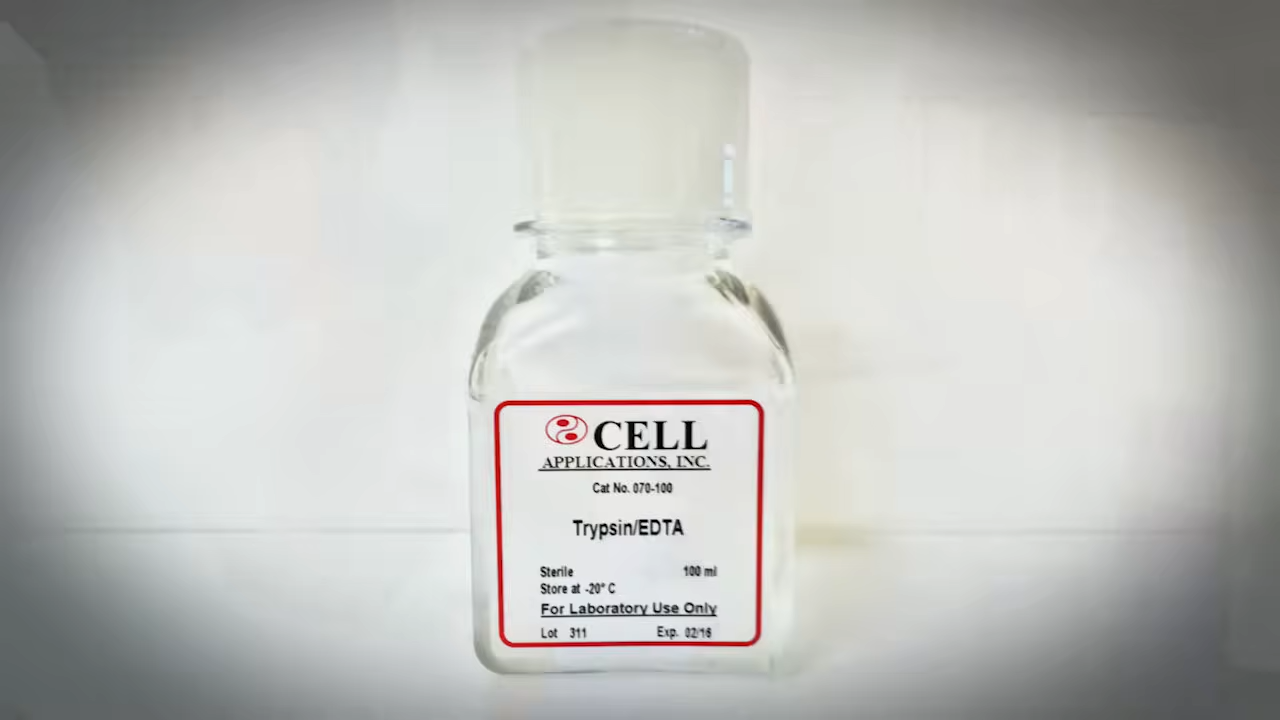 CELL
APPLICATIONS, INC.
Cat No. 070-100
Trypsin/EDTA
Sterile 100 ml
Store at -20° C
For Laboratory Use Only
Lot 311 Exp. 02/16